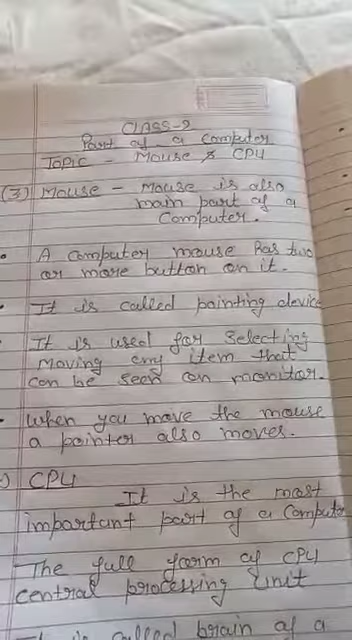 CLASS-2
Part of a Computer
Topic - Mouse & CPU
(3) Mouse - Mouse is also
main part of a
Computer.
A computer mouse has two
or more button on it.
It is called pointing device
It is used for selecting
moving any item that
can be seen on monitor.
When you move the mouse
a pointer also moves.
CPU
It is the most
important part of a Compute
The full form of CPU
central processing Unit
It is called brain of a